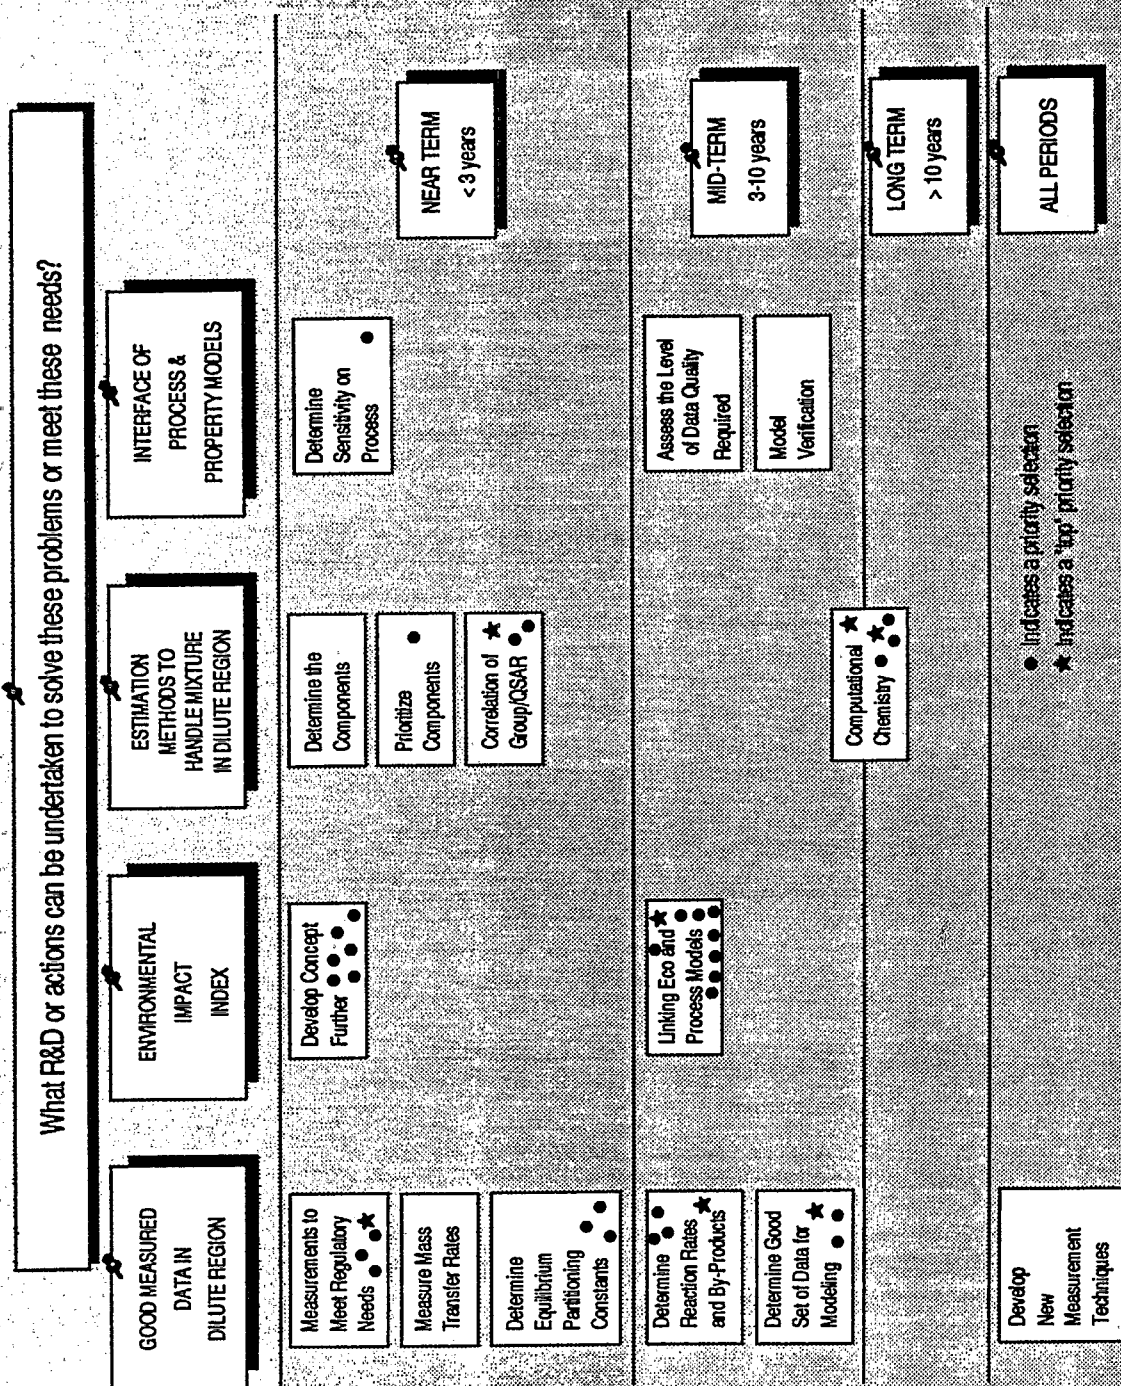 What R&D or actions can be undertaken to solve these problems or meet these needs?
GOOD MEASURED
DATA IN
DILUTE REGION
ENVIRONMENTAL
IMPACT
INDEX
ESTIMATION
METHODS TO
HANDLE MIXTURE
IN DILUTE REGION
INTERFACE OF
PROCESS &
PROPERTY MODELS
Measurements to
Meet Regulatory
Needs
Measure Mass
Transfer Rates
Determine
Equilibrium
Partitioning
Constants
Develop Concept
Further
Determine the
Components
Prioritize
Components
Correlation of
Group/QSAR
Determine
Sensitivity on
Process
NEAR TERM
< 3 years
Determine
Reaction Rates
and By-Products
Determine Good
Set of Data for
Modeling
Linking Eco and
Process Models
Computational
Chemistry
Assess the Level
of Data Quality
Required
Model
Verification
MID-TERM
3-10 years
LONG TERM
> 10 years
Develop
New
Measurement
Techniques
● Indicates a priority selection
★ Indicates a "top" priority selection
ALL PERIODS